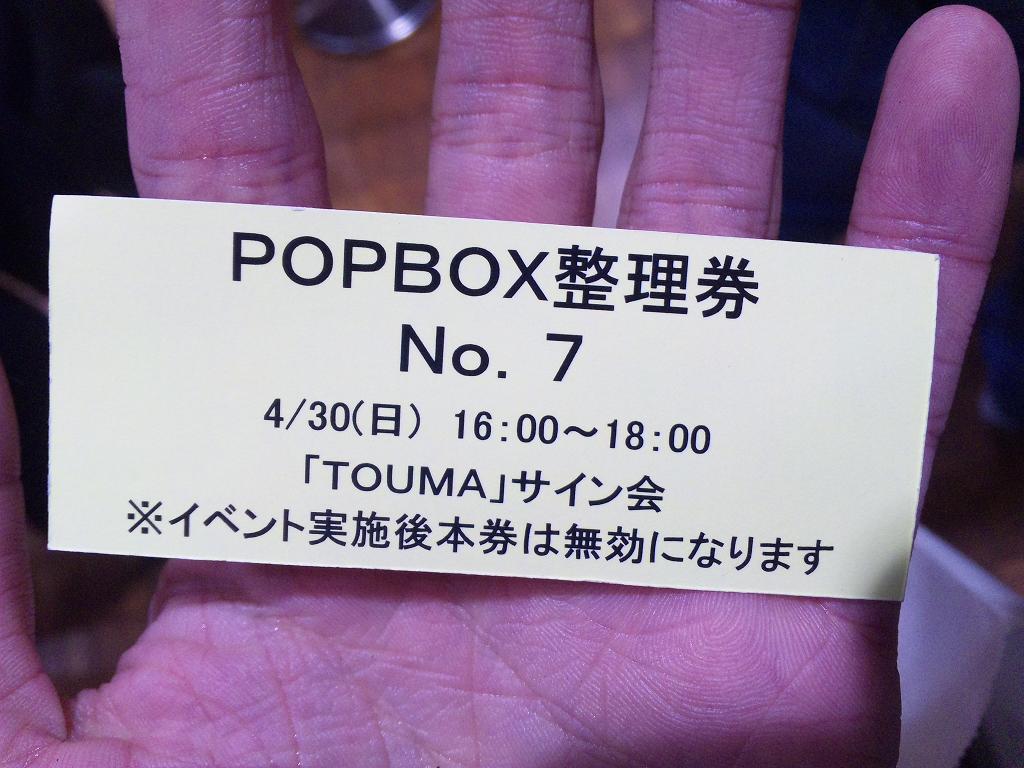 POPBOX整理券
No. 7
4/30(日) 16:00～18:00
「TOUMA」サイン会
※イベント実施後本券は無効になります